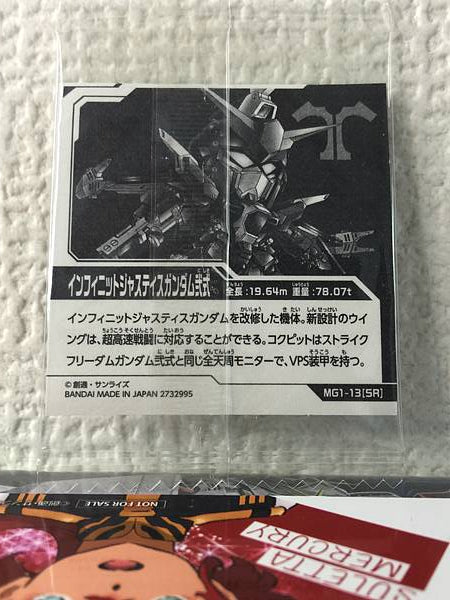 インフィニットジャスティスガンダム弐式 全長:19.64m 重量:78.07t
インフィニットジャスティスガンダムを改修した機体。新設計のウイ
ングは、超高速戦闘に対応することができる。コクピットはストライク
フリーダムガンダム弐式と同じ全天周モニターで、VPS装甲を持つ。
©創通・サンライズ
BANDAI MADE IN JAPAN 2732995
MG1-13[SR]
NOT FOR SALE
SULETTA
MERCURY